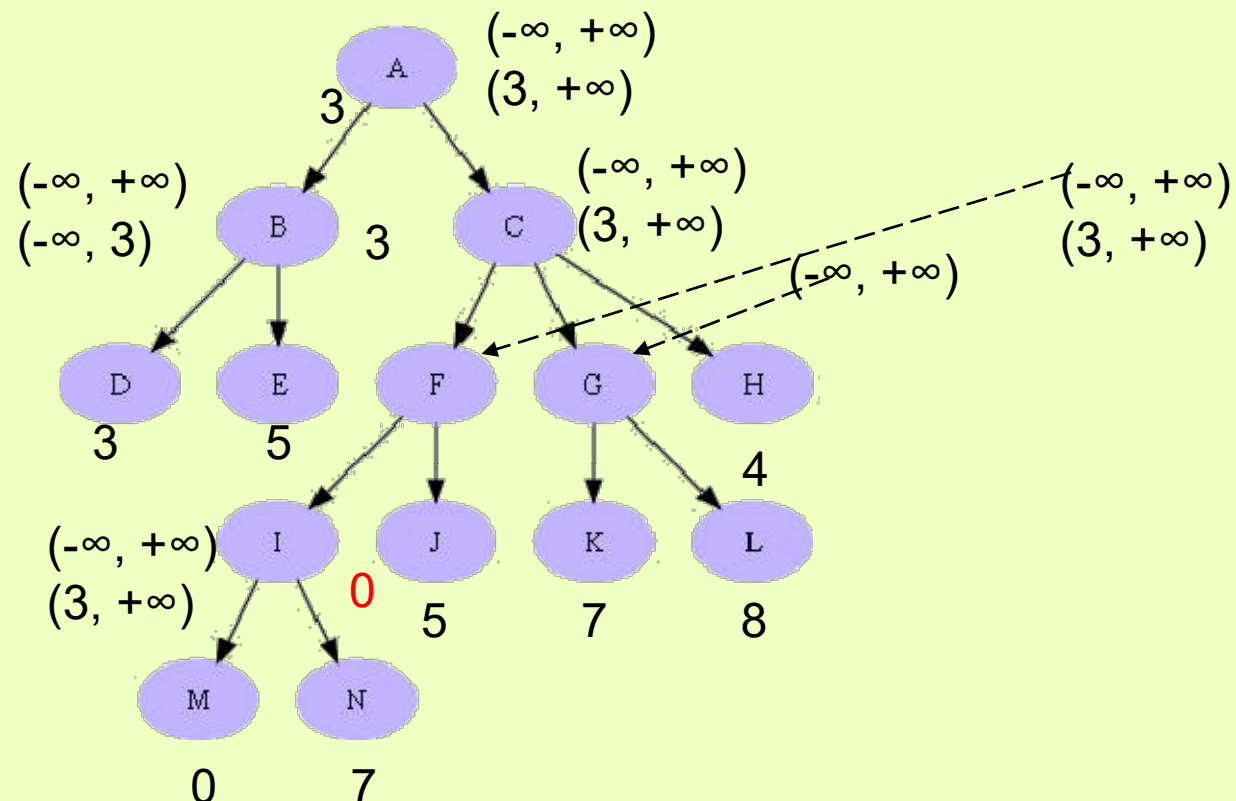 (-∞, +∞)
A
(3, +∞)
3
(-∞, +∞)
(-∞, +∞)
(-∞, +∞)
B
3
C
(-∞, 3)
(3, +∞)
(3, +∞)
(-∞, +∞)
D
E
F
G
H
3
5
4
(-∞, +∞)
I
J
K
L
(3, +∞)
0
5
7
8
M
N
0
7